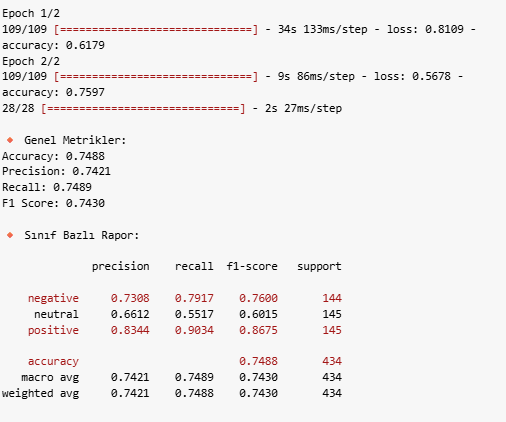 Epoch 1/2
109/109 [==============================] - 34s 133ms/step - loss: 0.8109 -
accuracy: 0.6179
Epoch 2/2
109/109 [==============================] - 9s 86ms/step - loss: 0.5678 -
accuracy: 0.7597
28/28 [==============================] - 2s 27ms/step
🔸 Genel Metrikler:
Accuracy: 0.7488
Precision: 0.7421
Recall: 0.7489
F1 Score: 0.7430
🔸 Sınıf Bazlı Rapor:
precision recall f1-score support
negative 0.7308 0.7917 0.7600 144
neutral 0.6612 0.5517 0.6015 145
positive 0.8344 0.9034 0.8675 145
accuracy 0.7488 434
macro avg 0.7421 0.7489 0.7430 434
weighted avg 0.7421 0.7488 0.7430 434